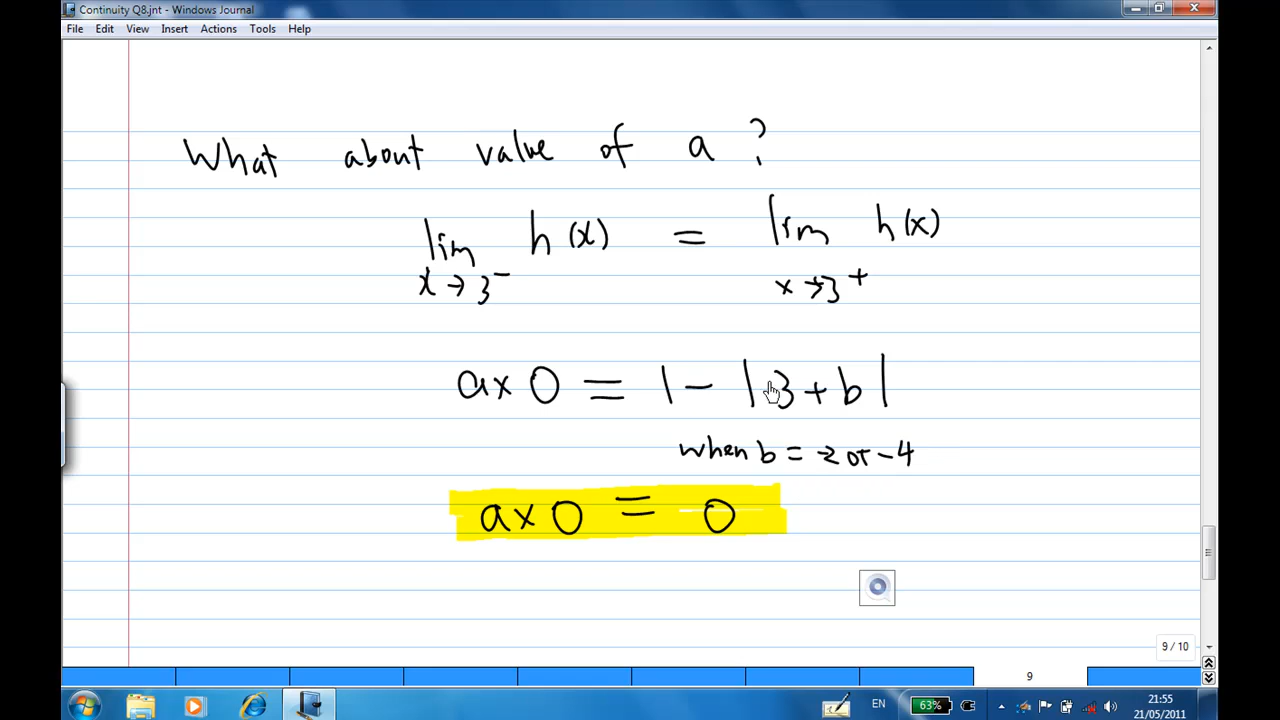 Continuity Q8.jnt - Windows Journal
File Edit View Insert Actions Tools Help
What about value of a ?
lim h(x) = lim h(x)
x→3⁻ x→3⁺
a×0 = 1 - |3+b|
when b = -2 or -4
a×0 = 0
9 / 10
9
EN 63% 21:55
21/05/2011